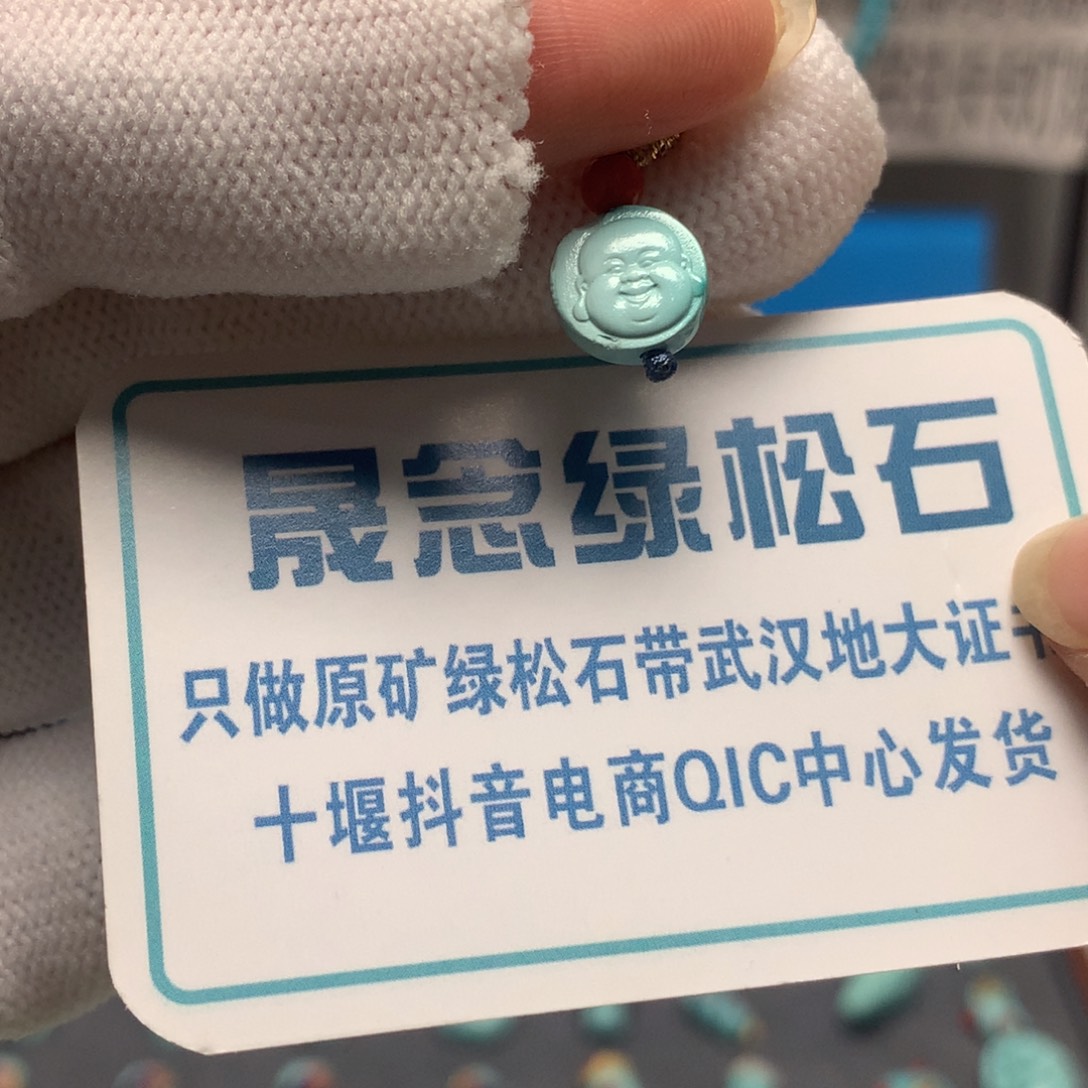 晟念绿松石
只做原矿绿松石带武汉地大证
十堰抖音电商QIC中心发货